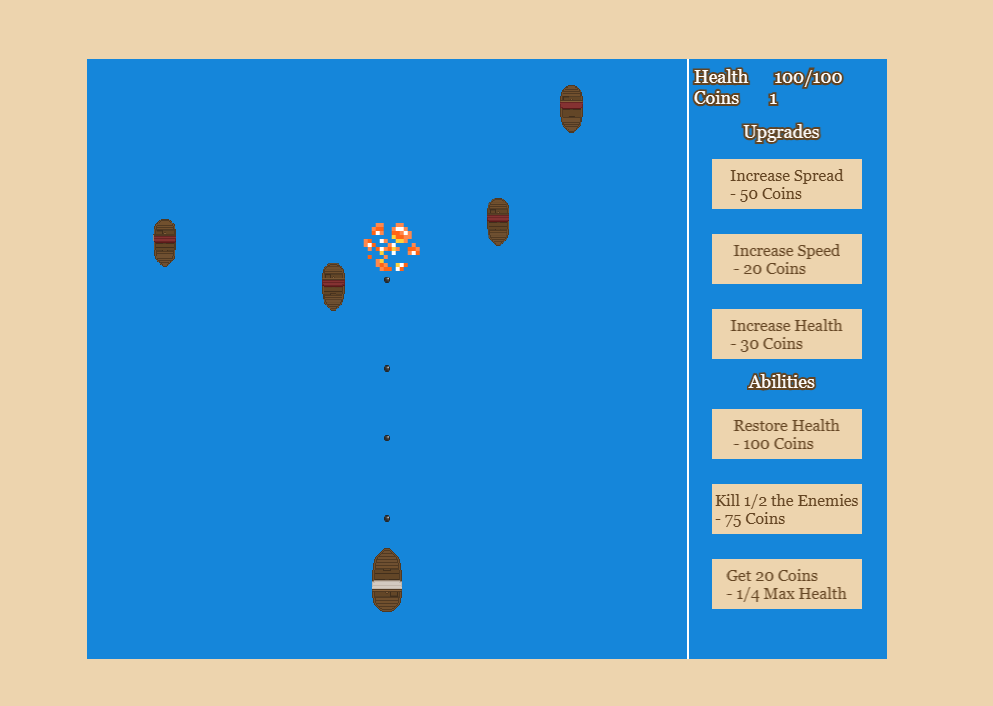 Health 100/100
Coins 1
Upgrades
Increase Spread
- 50 Coins
Increase Speed
- 20 Coins
Increase Health
- 30 Coins
Abilities
Restore Health
- 100 Coins
Kill 1/2 the Enemies
- 75 Coins
Get 20 Coins
- 1/4 Max Health